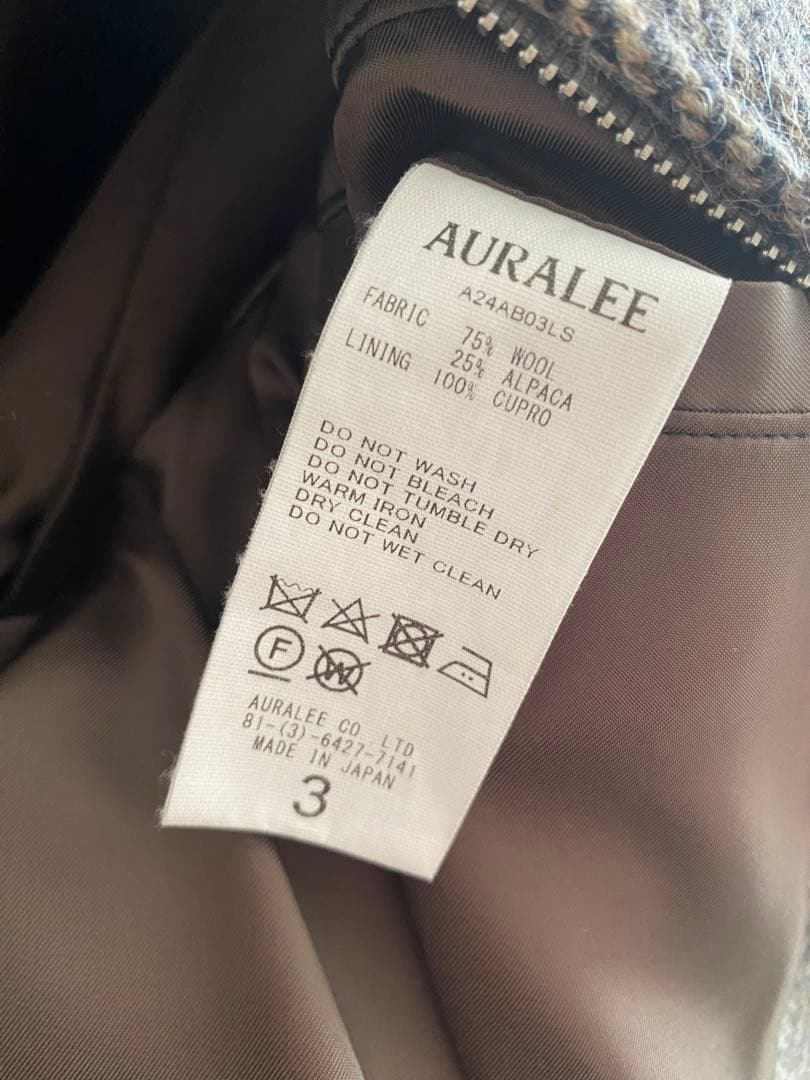 AURALEE
A24AB03LS
FABRIC 75% WOOL
25% ALPACA
LINING 100% CUPRO
DO NOT WASH
DO NOT BLEACH
DO NOT TUMBLE DRY
WARM IRON
DRY CLEAN
DO NOT WET CLEAN
F W
AURALEE CO. LTD
81-(3)-6427-7141
MADE IN JAPAN
3